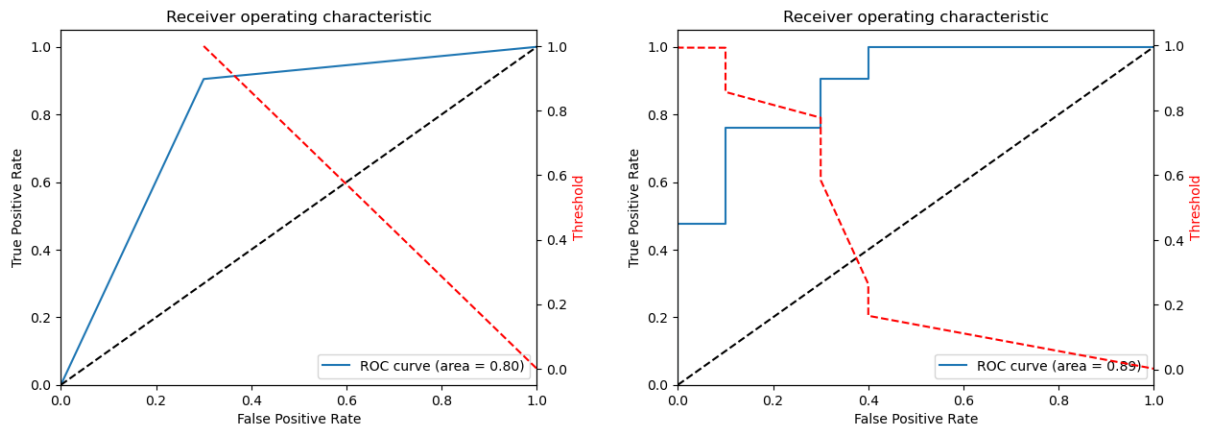 Receiver operating characteristic
1.0
0.8
0.6
0.4
0.2
0.0
True Positive Rate
1.0
0.8
0.6
0.4
0.2
0.0
Threshold
ROC curve (area = 0.80)
0.0 0.2 0.4 0.6 0.8 1.0
False Positive Rate
Receiver operating characteristic
1.0
0.8
0.6
0.4
0.2
0.0
True Positive Rate
1.0
0.8
0.6
0.4
0.2
0.0
Threshold
ROC curve (area = 0.89)
0.0 0.2 0.4 0.6 0.8 1.0
False Positive Rate